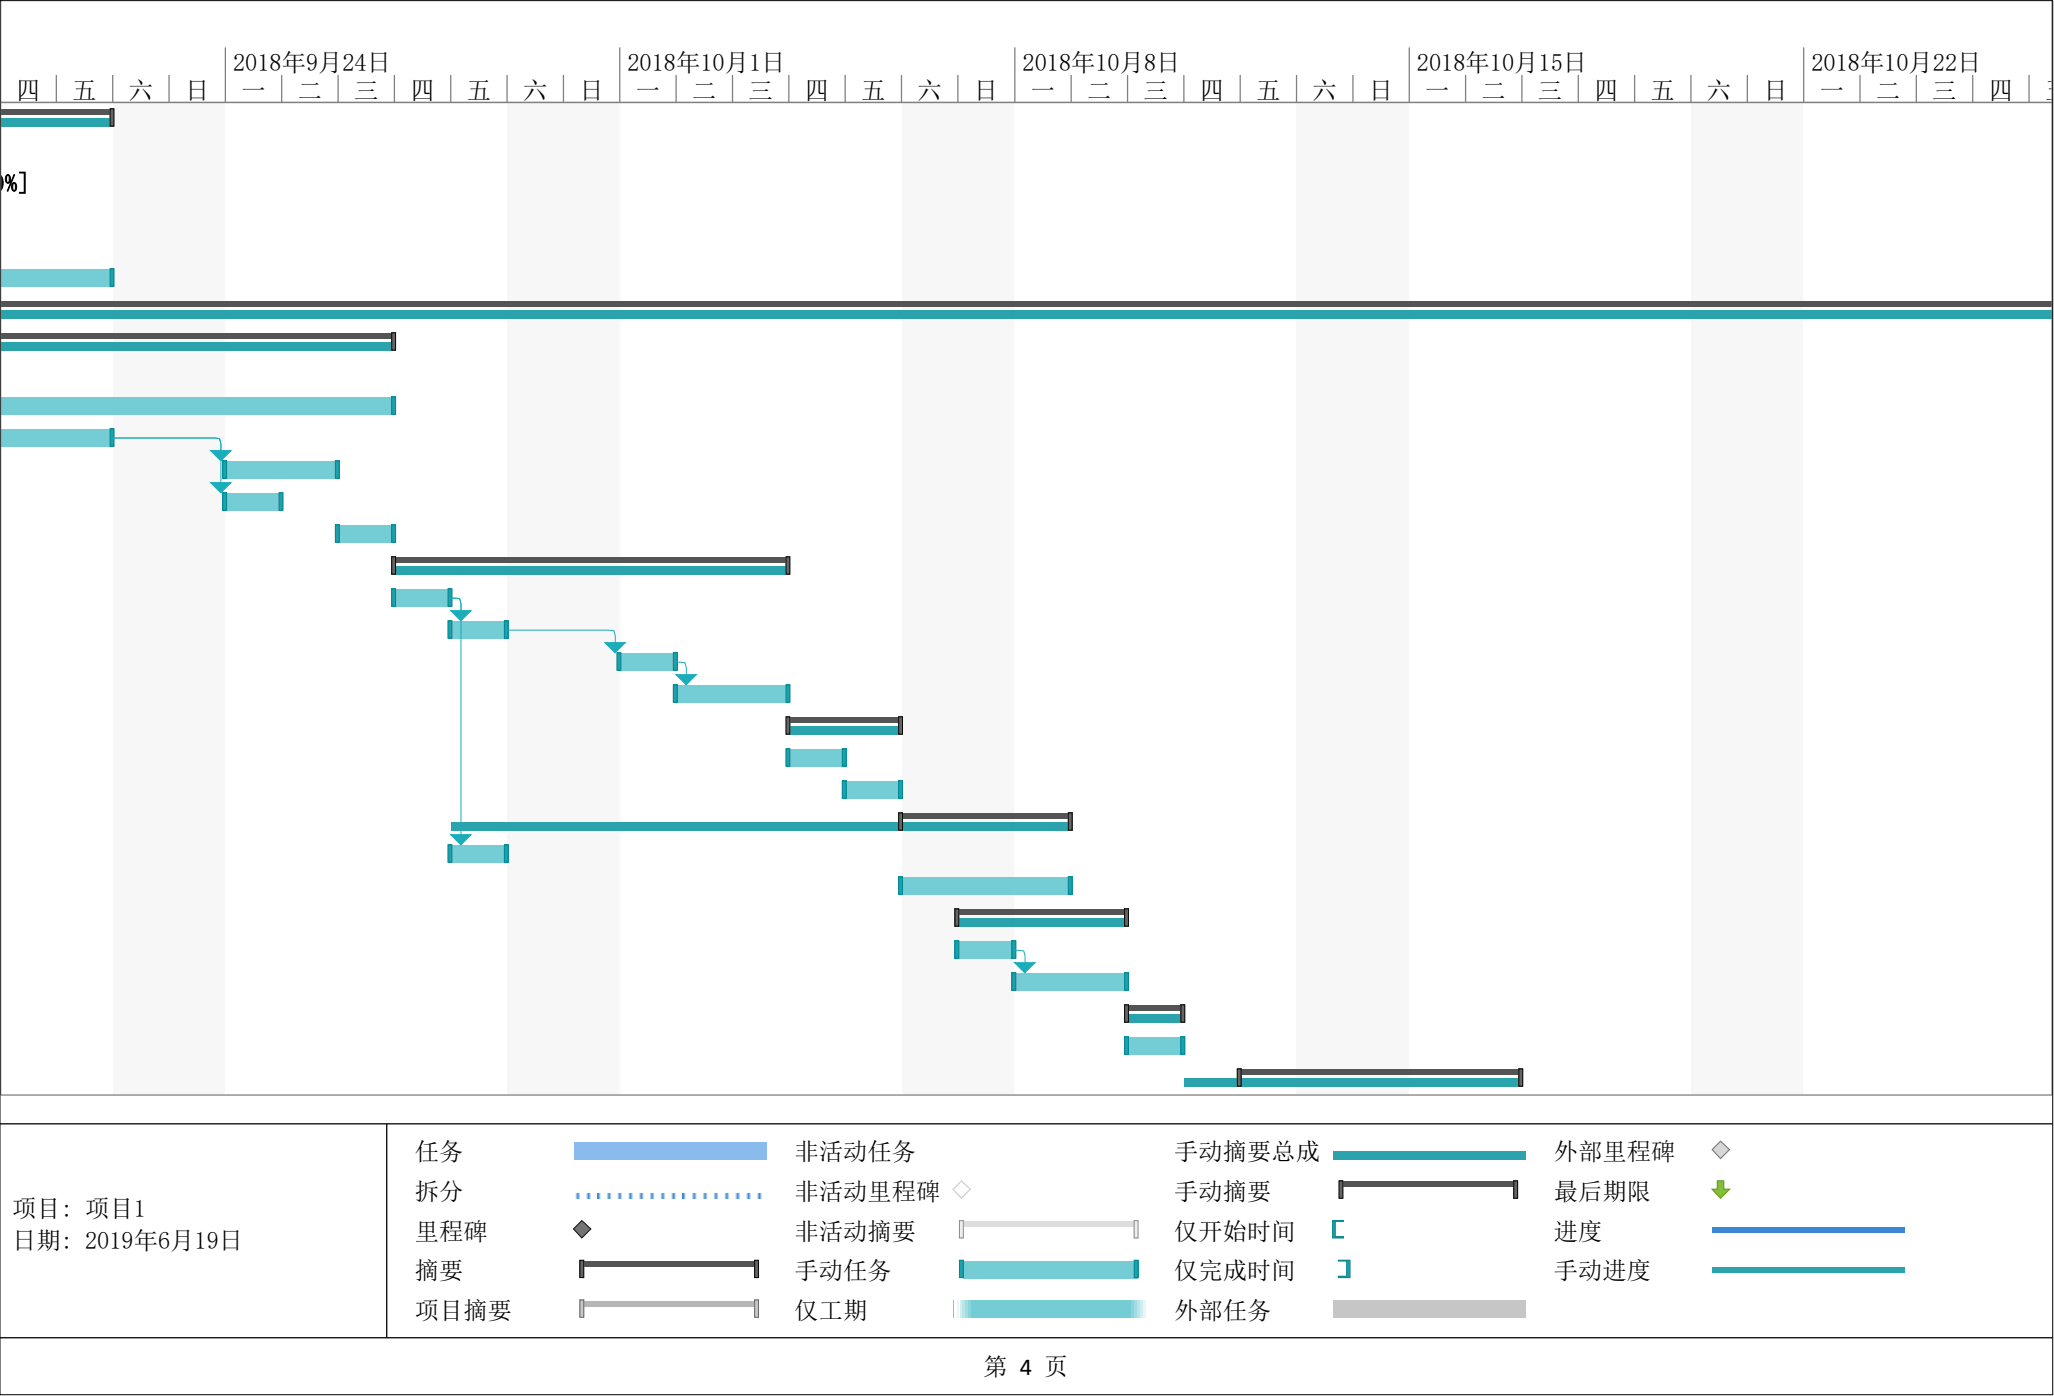 2018年9月24日 2018年10月1日 2018年10月8日 2018年10月15日 2018年10月22日
四 五 六 日 一 二 三 四 五 六 日 一 二 三 四 五 六 日 一 二 三 四 五 六 日 一 二 三 四 五 六 日 一 二 三 四
%]
任务 非活动任务 手动摘要总成 外部里程碑
拆分 非活动里程碑 手动摘要 最后期限
项目: 项目1
日期: 2019年6月19日
里程碑 非活动摘要 仅开始时间 进度
摘要 手动任务 仅完成时间 手动进度
项目摘要 仅工期 外部任务
第 4 页